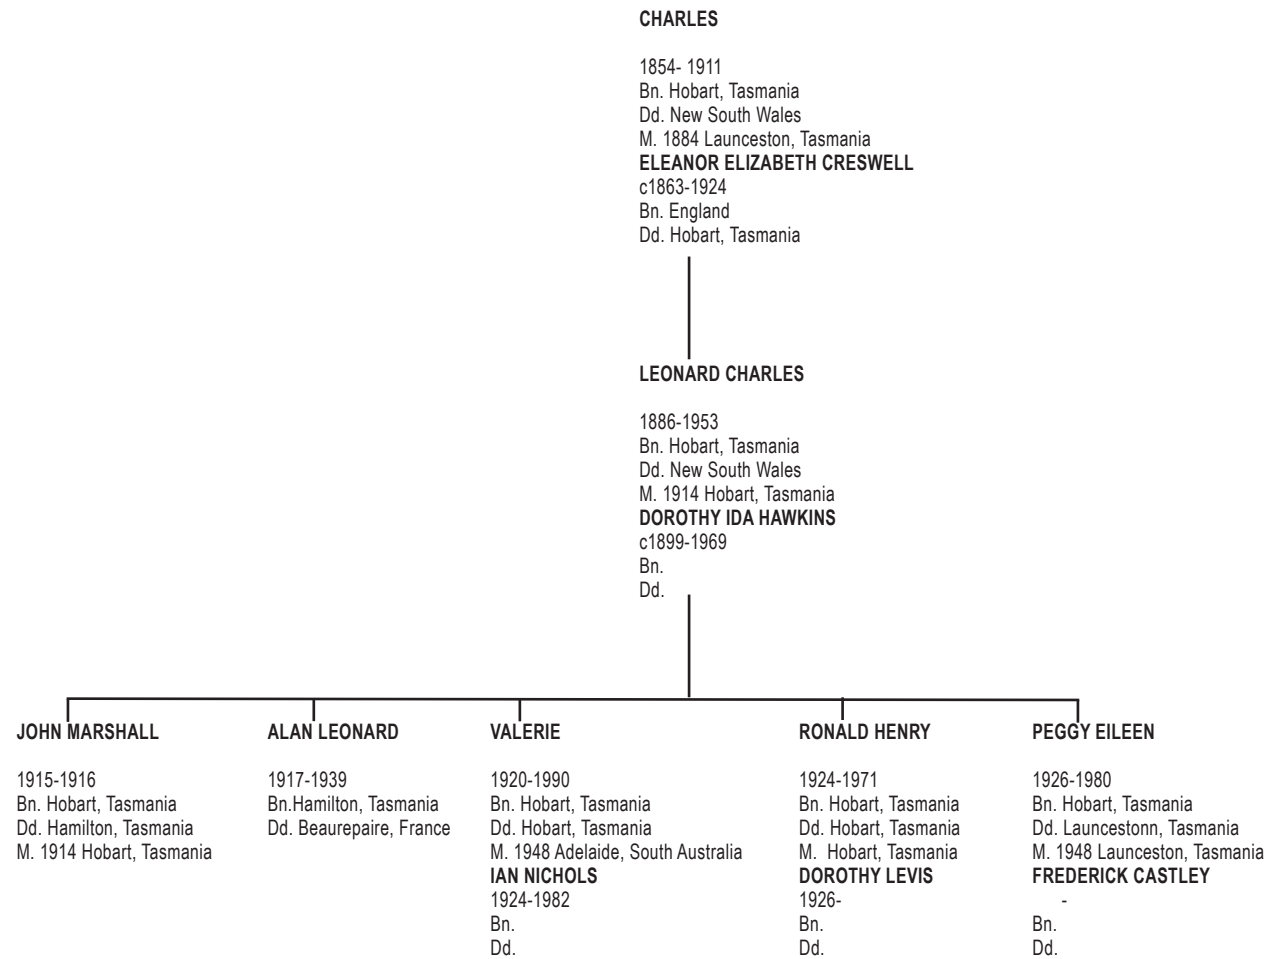 CHARLES
1854- 1911
Bn. Hobart, Tasmania
Dd. New South Wales
M. 1884 Launceston, Tasmania
ELEANOR ELIZABETH CRESWELL
c1863-1924
Bn. England
Dd. Hobart, Tasmania
LEONARD CHARLES
1886-1953
Bn. Hobart, Tasmania
Dd. New South Wales
M. 1914 Hobart, Tasmania
DOROTHY IDA HAWKINS
c1899-1969
Bn.
Dd.
JOHN MARSHALL
1915-1916
Bn. Hobart, Tasmania
Dd. Hamilton, Tasmania
M. 1914 Hobart, Tasmania
ALAN LEONARD
1917-1939
Bn.Hamilton, Tasmania
Dd. Beaurepaire, France
VALERIE
1920-1990
Bn. Hobart, Tasmania
Dd. Hobart, Tasmania
M. 1948 Adelaide, South Australia
IAN NICHOLS
1924-1982
Bn.
Dd.
RONALD HENRY
1924-1971
Bn. Hobart, Tasmania
Dd. Hobart, Tasmania
M.  Hobart, Tasmania
DOROTHY LEVIS
1926-
Bn.
Dd.
PEGGY EILEEN
1926-1980
Bn. Hobart, Tasmania
Dd. Launcestonn, Tasmania
M. 1948 Launceston, Tasmania
FREDERICK CASTLEY
-
Bn.
Dd.